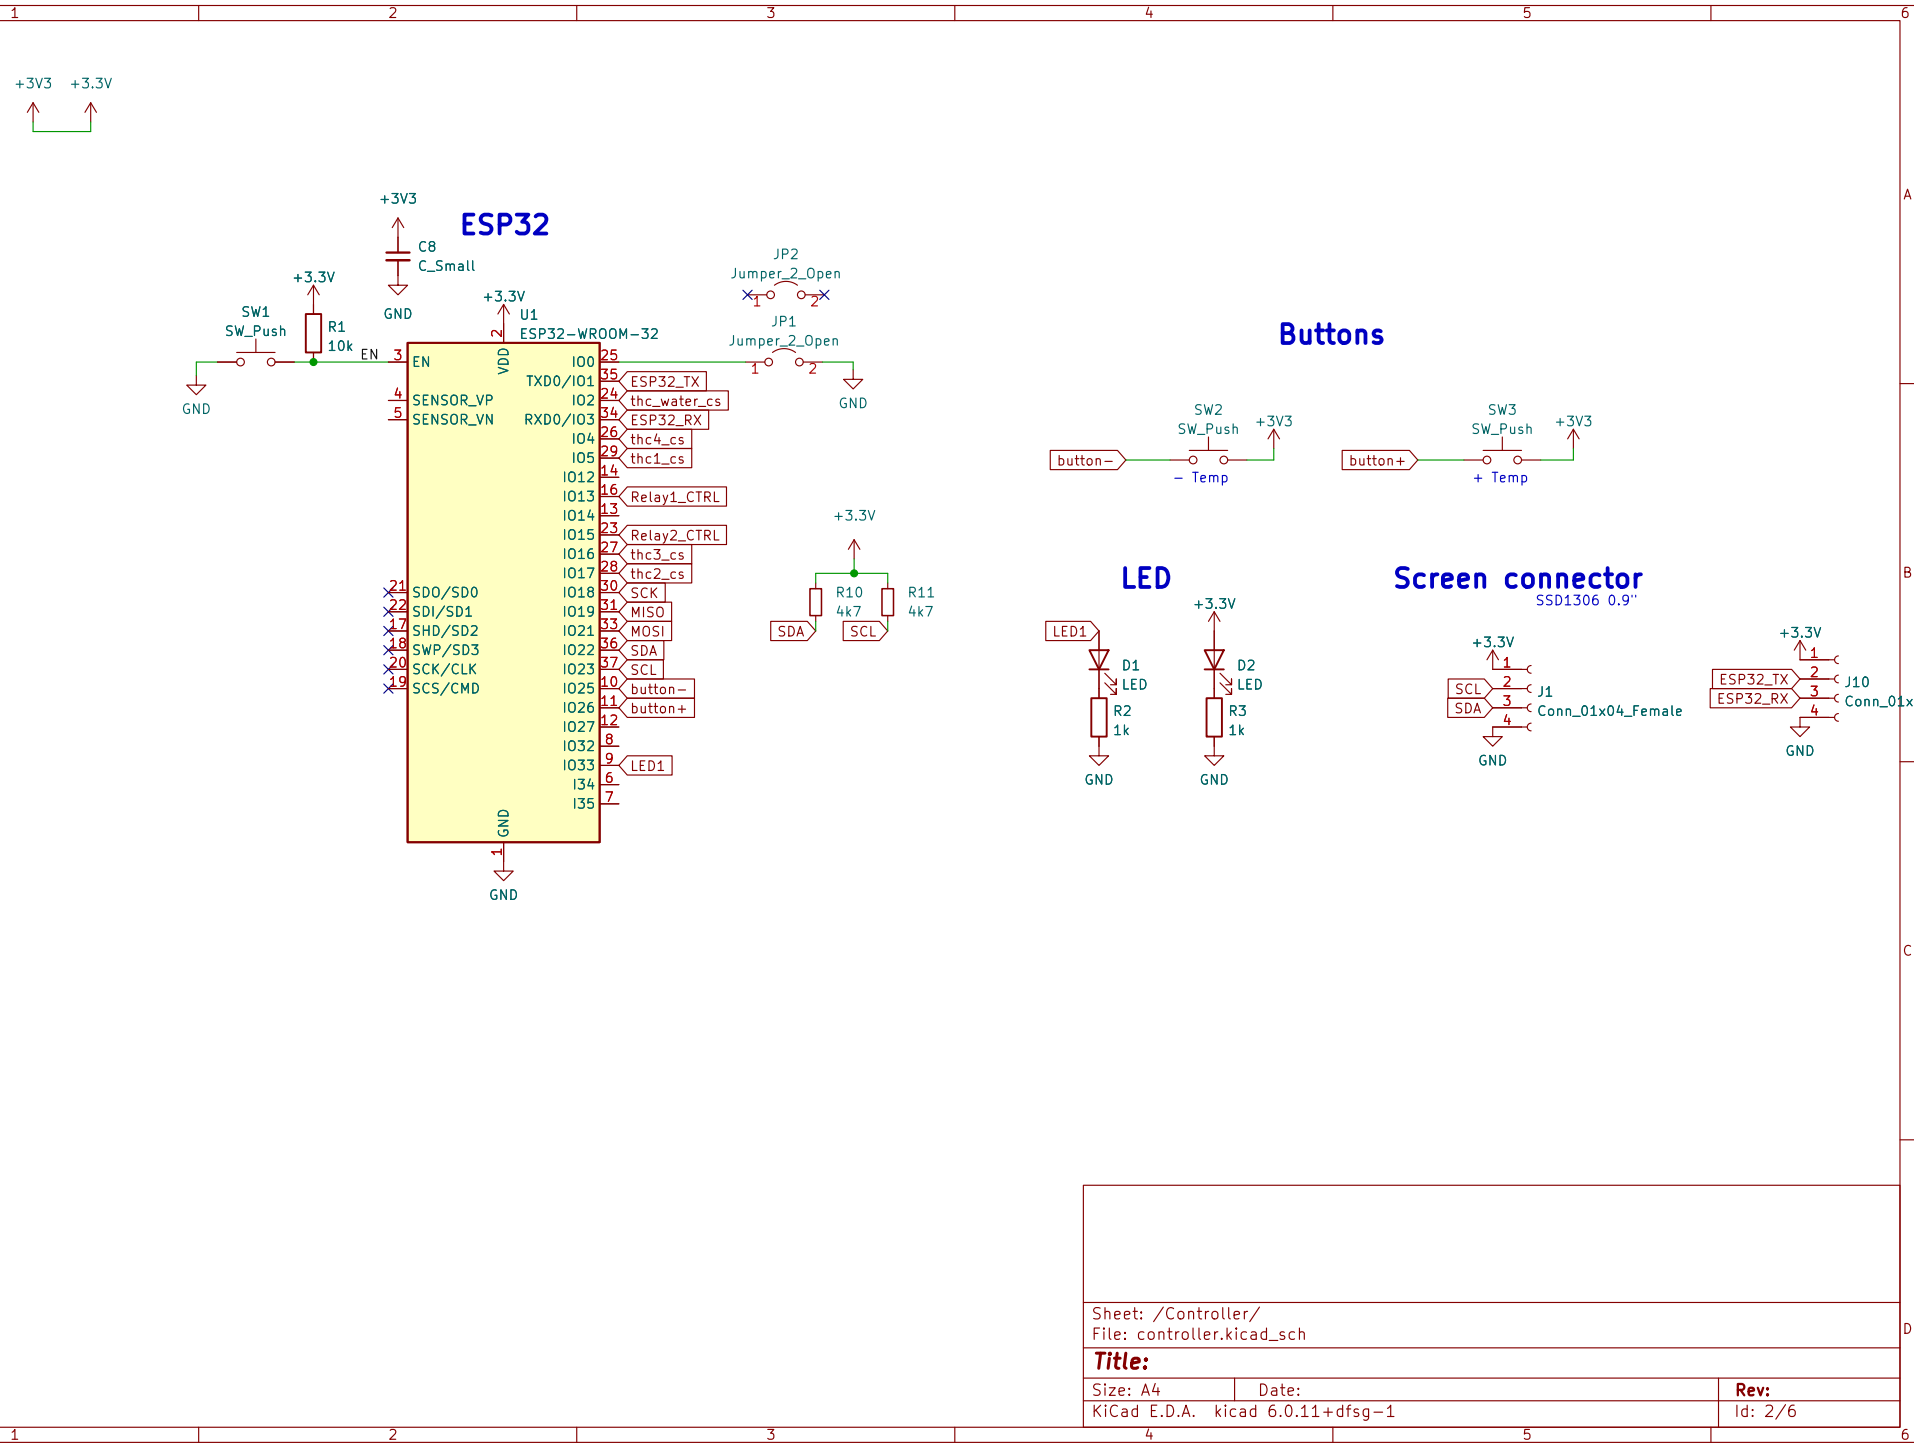 1 2 3 4 5 6
+3V3 +3.3V
A
+3V3
ESP32
C8
C_Small
GND
+3.3V
SW1
SW_Push
R1
10k
EN
GND
+3.3V
U1
ESP32-WROOM-32
2
VDD
3 EN
4 SENSOR_VP
5 SENSOR_VN
21 SDO/SD0
22 SDI/SD1
17 SHD/SD2
18 SWP/SD3
20 SCK/CLK
19 SCS/CMD
IO0 25
TXD0/IO1 35 ESP32_TX
IO2 24 thc_water_cs
RXD0/IO3 34 ESP32_RX
IO4 26 thc4_cs
IO5 29 thc1_cs
IO12 14
IO13 16 Relay1_CTRL
IO14 13
IO15 23 Relay2_CTRL
IO16 27 thc3_cs
IO17 28 thc2_cs
IO18 30 SCK
IO19 31 MISO
IO21 33 MOSI
IO22 36 SDA
IO23 37 SCL
IO25 10 button-
IO26 11 button+
IO27 12
IO32 8
IO33 9 LED1
I34 6
I35 7
GND
1
GND
JP2
Jumper_2_Open
1 2
JP1
Jumper_2_Open
1 2
GND
+3.3V
R10
4k7
R11
4k7
SDA
SCL
Buttons
SW2
SW_Push
+3V3
button-
- Temp
SW3
SW_Push
+3V3
button+
+ Temp
LED
LED1
D1
LED
R2
1k
GND
+3.3V
D2
LED
R3
1k
GND
Screen connector
SSD1306 0.9"
+3.3V
1
SCL 2
SDA 3
4
J1
Conn_01x04_Female
GND
+3.3V
1
ESP32_TX 2
ESP32_RX 3
4
J10
Conn_01x
GND
B
C
D
Sheet: /Controller/
File: controller.kicad_sch
Title:
Size: A4 Date: Rev:
KiCad E.D.A. kicad 6.0.11+dfsg-1 Id: 2/6
1 2 3 4 5 6